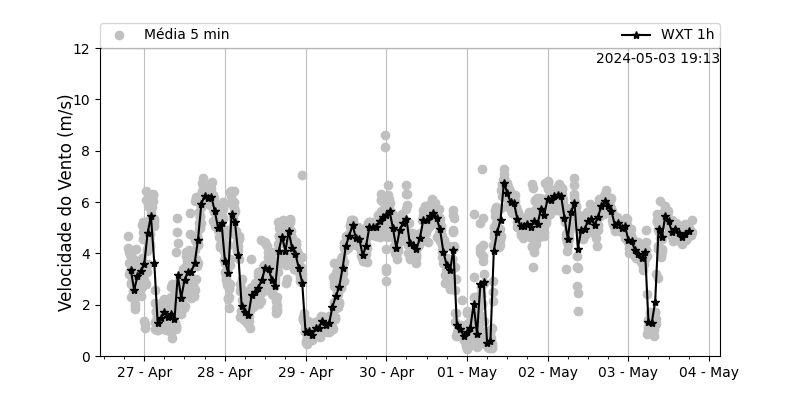 Média 5 min
WXT 1h
2024-05-03 19:13
Velocidade do Vento (m/s)
12
10
8
6
4
2
0
27 - Apr
28 - Apr
29 - Apr
30 - Apr
01 - May
02 - May
03 - May
04 - May